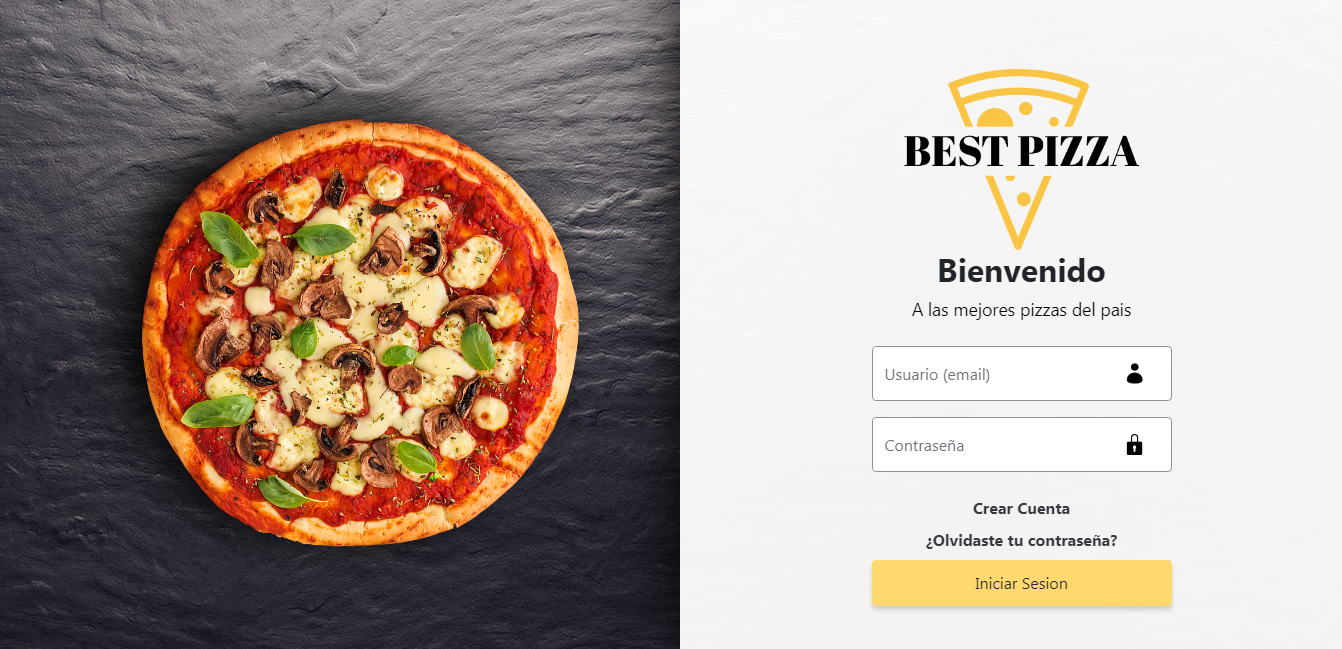 BEST PIZZA
Bienvenido
A las mejores pizzas del pais
Usuario (email)
Contraseña
Crear Cuenta
¿Olvidaste tu contraseña?
Iniciar Sesion